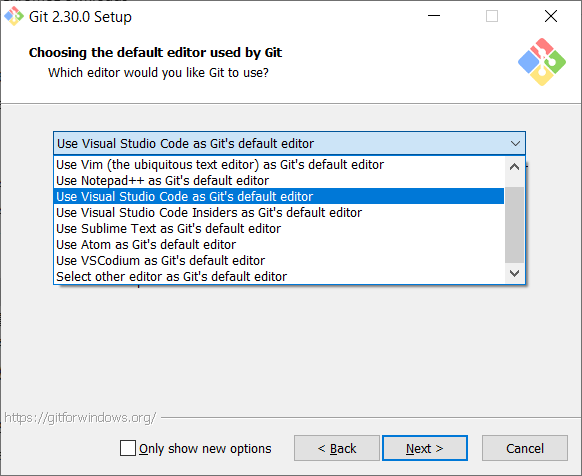 Git 2.30.0 Setup
Choosing the default editor used by Git
Which editor would you like Git to use?
Use Visual Studio Code as Git's default editor
Use Vim (the ubiquitous text editor) as Git's default editor
Use Notepad++ as Git's default editor
Use Visual Studio Code as Git's default editor
Use Visual Studio Code Insiders as Git's default editor
Use Sublime Text as Git's default editor
Use Atom as Git's default editor
Use VSCodium as Git's default editor
Select other editor as Git's default editor
https://gitforwindows.org/
Only show new options
< Back
Next >
Cancel